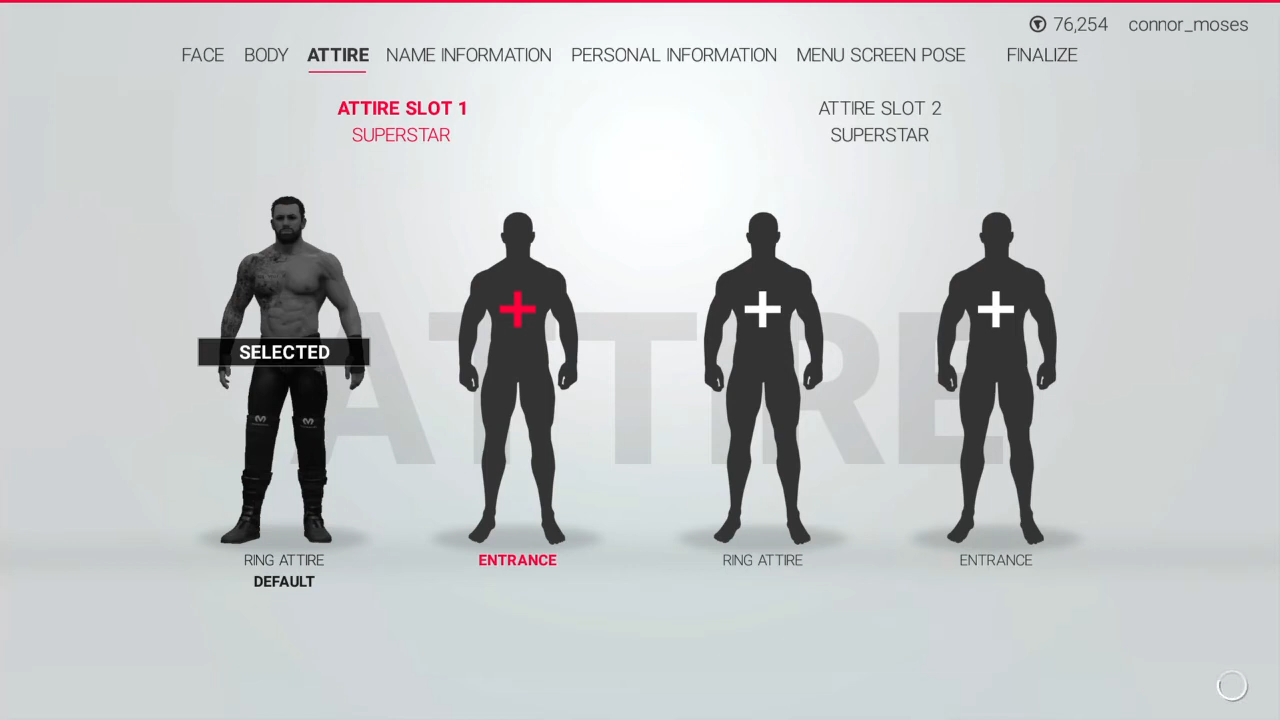 76,254 connor_moses
FACE BODY ATTIRE NAME INFORMATION PERSONAL INFORMATION MENU SCREEN POSE FINALIZE
ATTIRE SLOT 1
SUPERSTAR
ATTIRE SLOT 2
SUPERSTAR
ATTIRE
SELECTED
RING ATTIRE
DEFAULT
ENTRANCE
RING ATTIRE
ENTRANCE